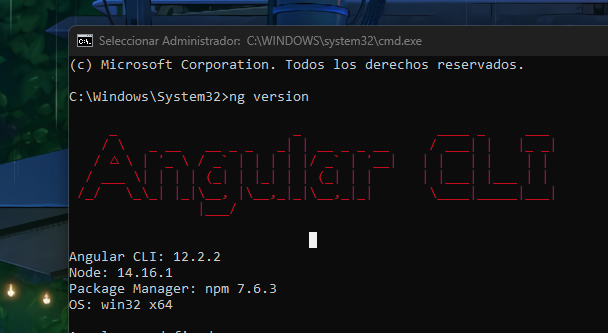 Seleccionar Administrador: C:\WINDOWS\system32\cmd.exe
(c) Microsoft Corporation. Todos los derechos reservados.
C:\Windows\System32>ng version
Angular CLI
Angular CLI: 12.2.2
Node: 14.16.1
Package Manager: npm 7.6.3
OS: win32 x64